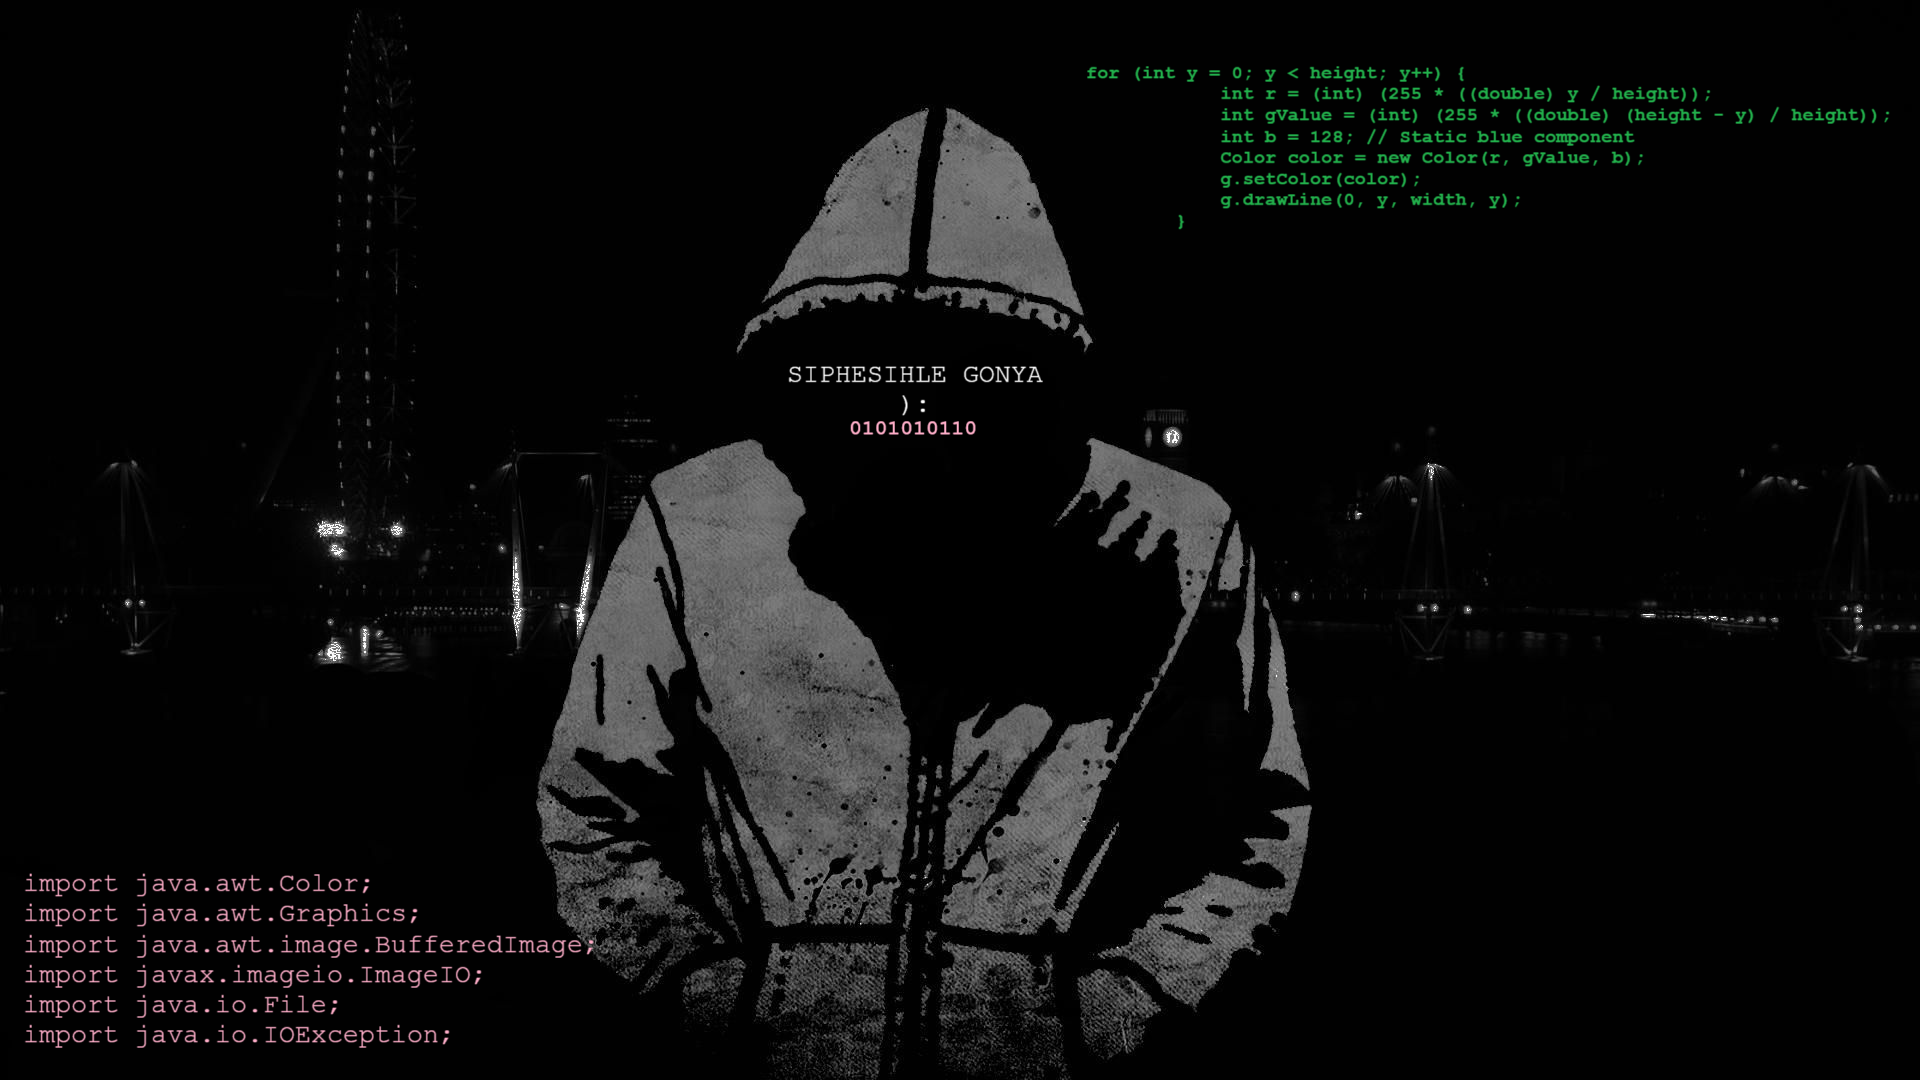 for (int y = 0; y < height; y++) {
int r = (int) (255 * ((double) y / height));
int gValue = (int) (255 * ((double) (height - y) / height));
int b = 128; // Static blue component
Color color = new Color(r, gValue, b);
g.setColor(color);
g.drawLine(0, y, width, y);
}
SIPHESIHLE GONYA
):
0101010110
import java.awt.Color;
import java.awt.Graphics;
import java.awt.image.BufferedImage;
import javax.imageio.ImageIO;
import java.io.File;
import java.io.IOException;